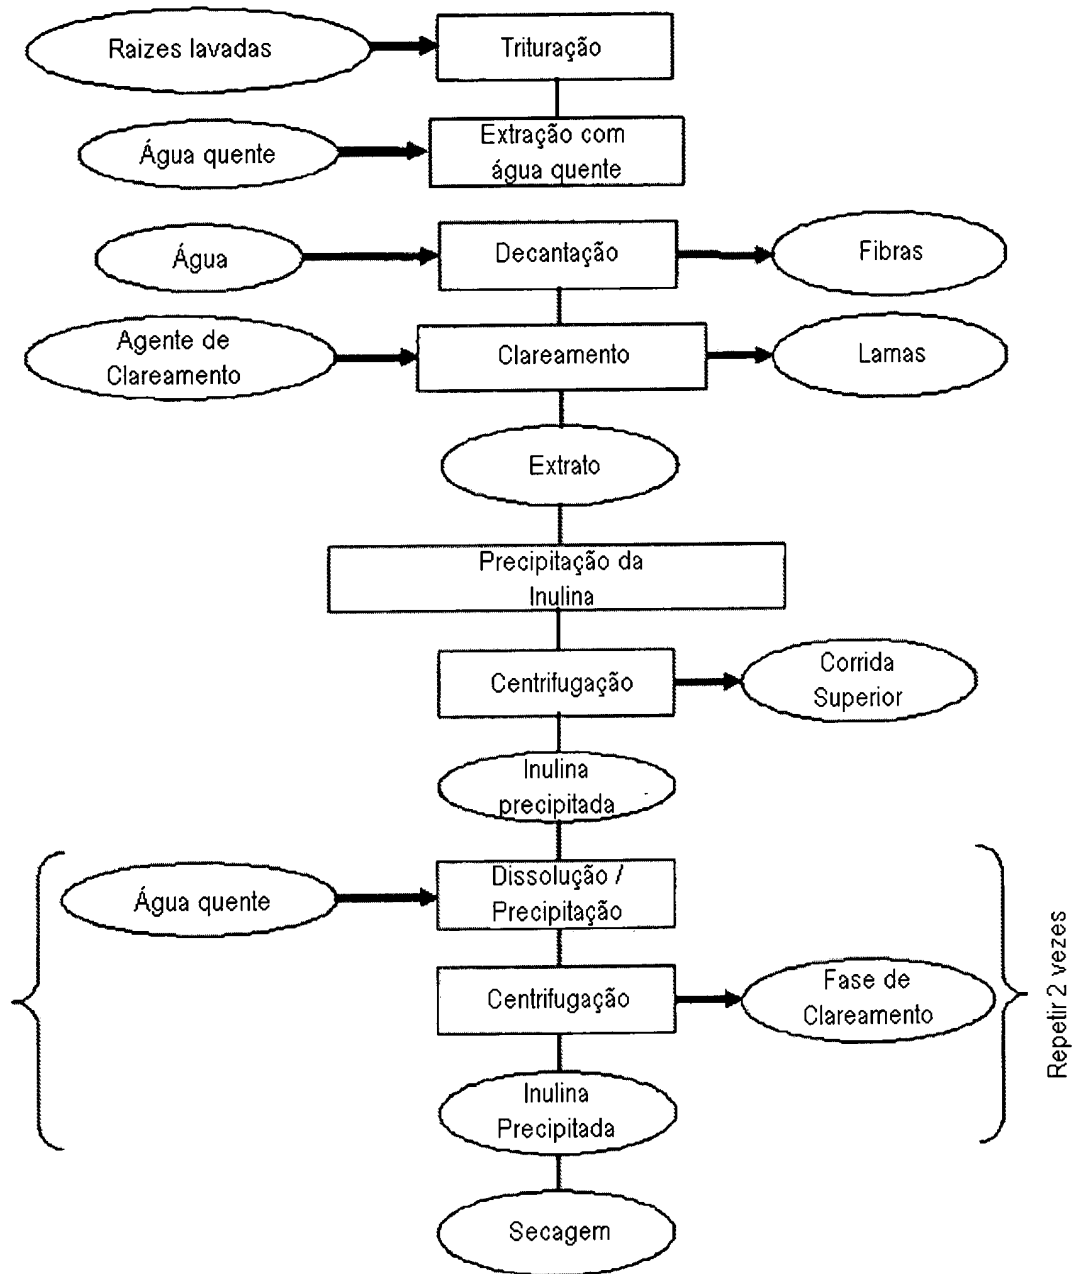 Raizes lavadas
Trituração
Água quente
Extração com
água quente
Água
Decantação
Fibras
Agente de
Clareamento
Clareamento
Lamas
Extrato
Precipitação da
Inulina
Centrifugação
Corrida
Superior
Inulina
precipitada
Água quente
Dissolução /
Precipitação
Centrifugação
Fase de
Clareamento
Inulina
Precipitada
Secagem
Repetir 2 vezes